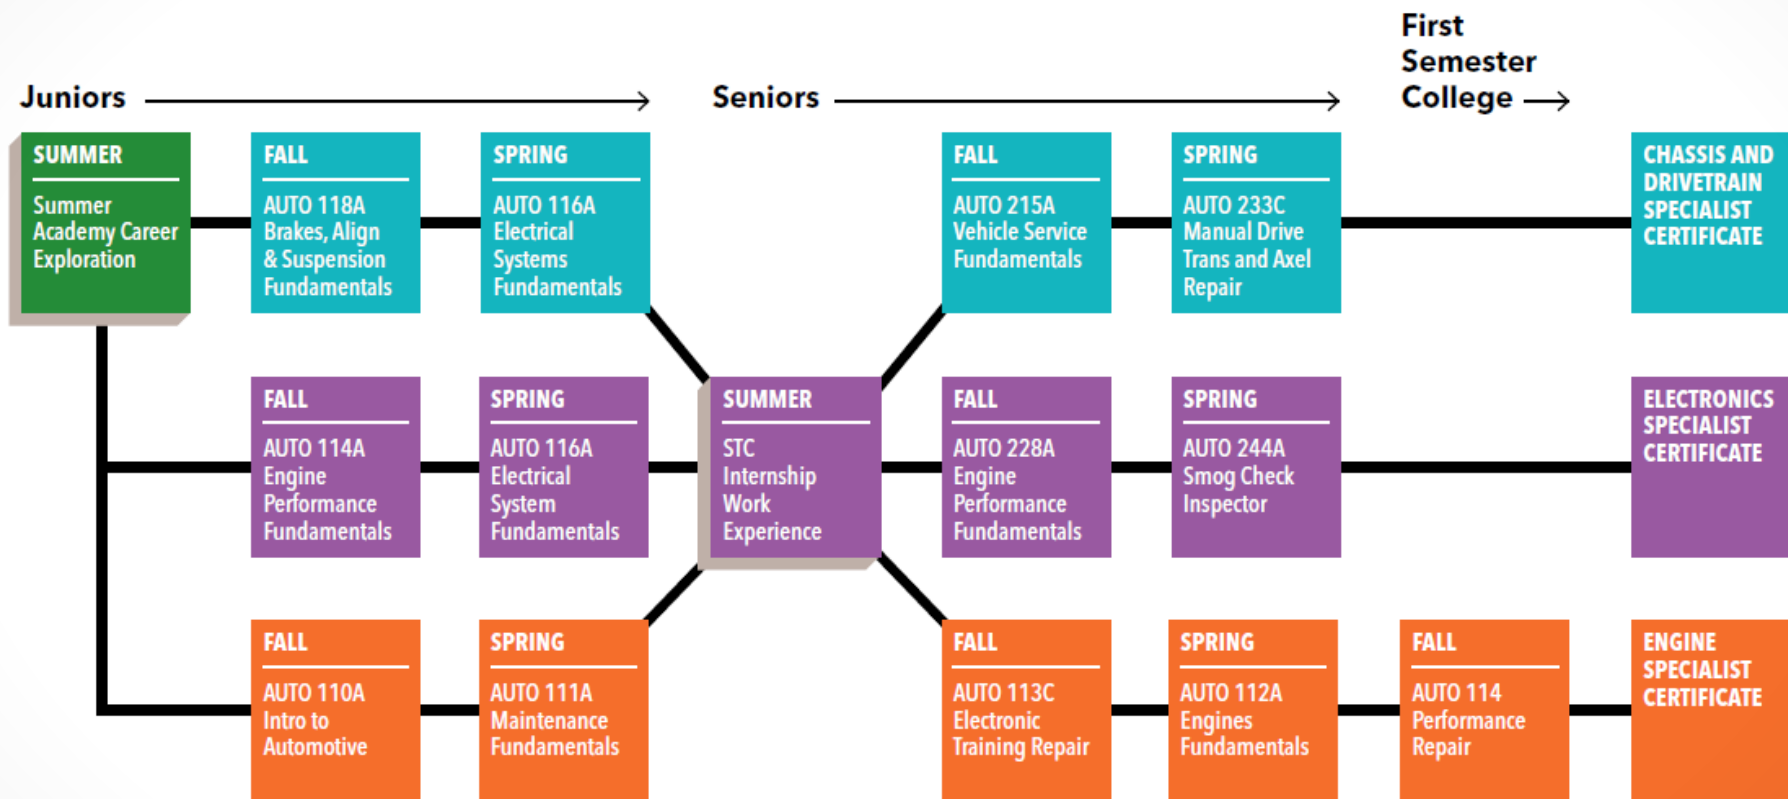 First
Semester
College
Juniors
Seniors
SUMMER
Summer
Academy Career
Exploration
FALL
AUTO 118A
Brakes, Align
& Suspension
Fundamentals
SPRING
AUTO 116A
Electrical
Systems
Fundamentals
FALL
AUTO 215A
Vehicle Service
Fundamentals
SPRING
AUTO 233C
Manual Drive
Trans and Axel
Repair
CHASSIS AND
DRIVETRAIN
SPECIALIST
CERTIFICATE
FALL
AUTO 114A
Engine
Performance
Fundamentals
SPRING
AUTO 116A
Electrical
System
Fundamentals
SUMMER
STC
Internship
Work
Experience
FALL
AUTO 228A
Engine
Performance
Fundamentals
SPRING
AUTO 244A
Smog Check
Inspector
ELECTRONICS
SPECIALIST
CERTIFICATE
FALL
AUTO 110A
Intro to
Automotive
SPRING
AUTO 111A
Maintenance
Fundamentals
FALL
AUTO 113C
Electronic
Training Repair
SPRING
AUTO 112A
Engines
Fundamentals
FALL
AUTO 114
Performance
Repair
ENGINE
SPECIALIST
CERTIFICATE